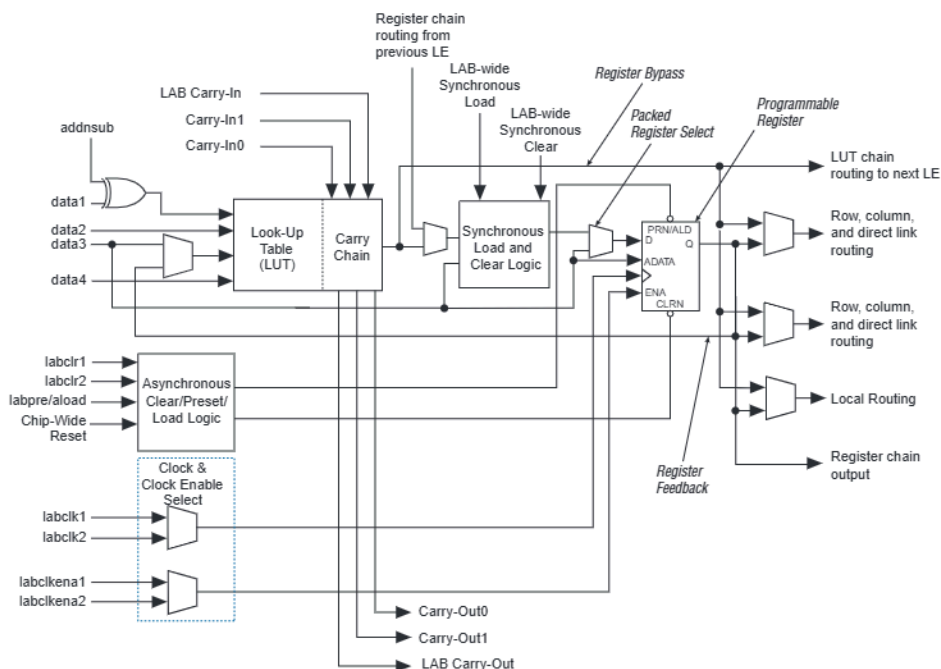 Register chain
routing from
previous LE
LAB-wide
Synchronous
Load
Register Bypass
LAB Carry-In
LAB-wide
Synchronous
Clear
Packed
Register Select
Programmable
Register
addnsub
Carry-In1
Carry-In0
LUT chain
routing to next LE
data1
data2
data3
data4
Look-Up
Table
(LUT)
Carry
Chain
Synchronous
Load and
Clear Logic
PRN/ALD
D
Q
ADATA
ENA
CLRN
Row, column,
and direct link
routing
Row, column,
and direct link
routing
labclr1
labclr2
labpre/aload
Chip-Wide
Reset
Asynchronous
Clear/Preset/
Load Logic
Local Routing
Register
Feedback
Register chain
output
Clock &
Clock Enable
Select
labclk1
labclk2
labclkena1
labclkena2
Carry-Out0
Carry-Out1
LAB Carry-Out